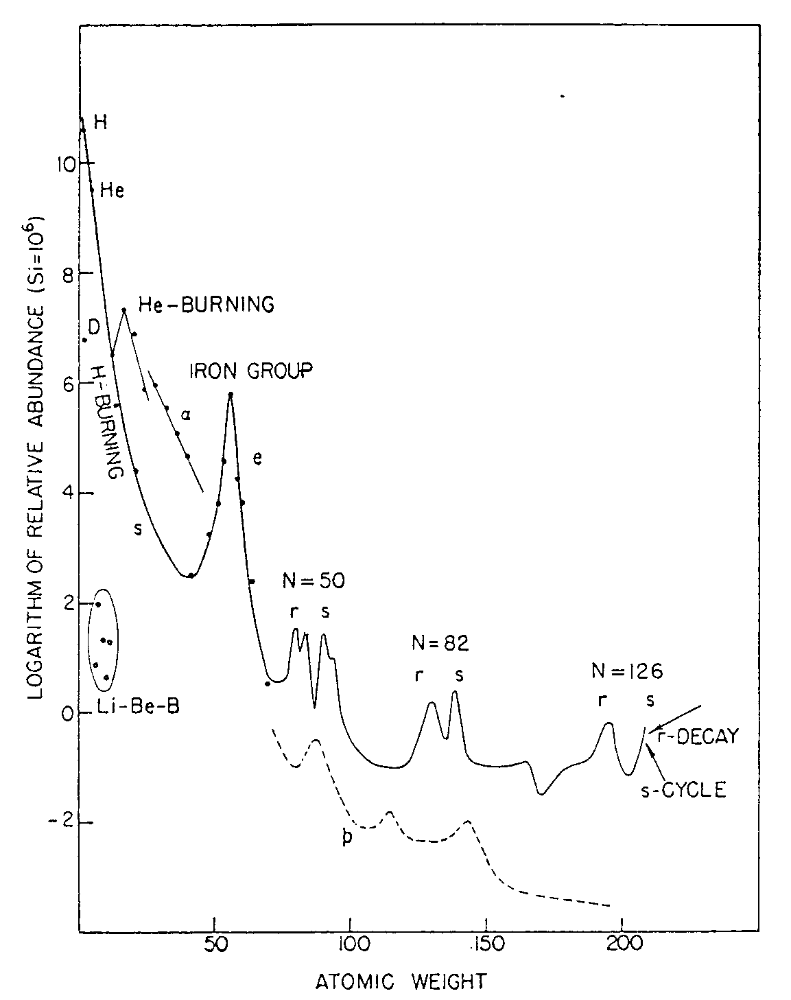 H
10
He
8
He-BURNING
D
IRON GROUP
6
H-BURNING
α
e
4
s
N=50
2
r s
N=82
r s
N=126
r s
Li-Be-B
0
r-DECAY
s-CYCLE
-2
p
50 100 150 200
ATOMIC WEIGHT
LOGARITHM OF RELATIVE ABUNDANCE (Si=10⁶)